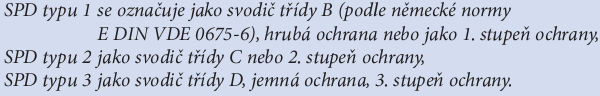 SPD typu 1 se označuje jako svodič třídy B (podle německé normy
E DIN VDE 0675-6), hrubá ochrana nebo jako 1. stupeň ochrany,
SPD typu 2 jako svodič třídy C nebo 2. stupeň ochrany,
SPD typu 3 jako svodič třídy D, jemná ochrana, 3. stupeň ochrany.